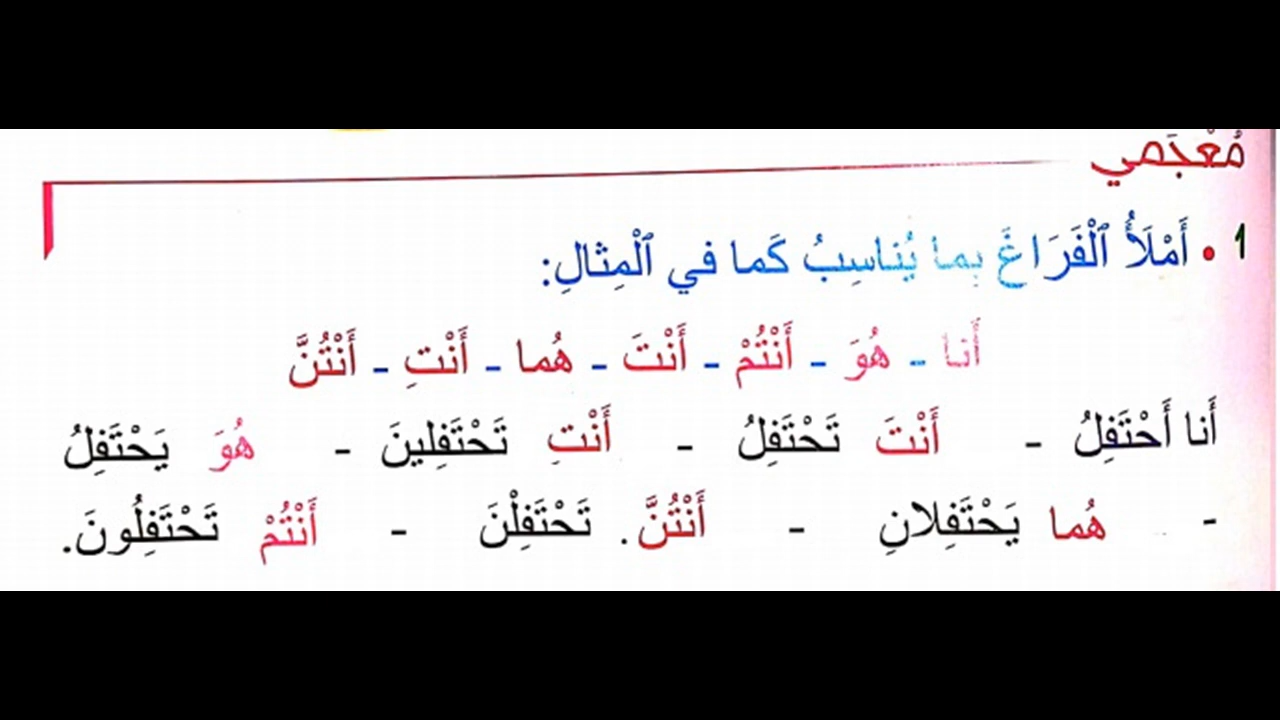 مُعْجَمي
1 • أَمْلَأُ ٱلْفَرَاغَ بِما يُناسِبُ كَما في ٱلْمِثالِ:
أَنا - هُوَ - أَنْتُمْ - أَنْتَ - هُما - أَنْتِ - أَنْتُنَّ
أَنا أَحْتَفِلُ - أَنْتَ تَحْتَفِلُ - أَنْتِ تَحْتَفِلينَ - هُوَ يَحْتَفِلُ
- هُما يَحْتَفِلانِ - أَنْتُنَّ. تَحْتَفِلْنَ - أَنْتُمْ تَحْتَفِلُونَ.